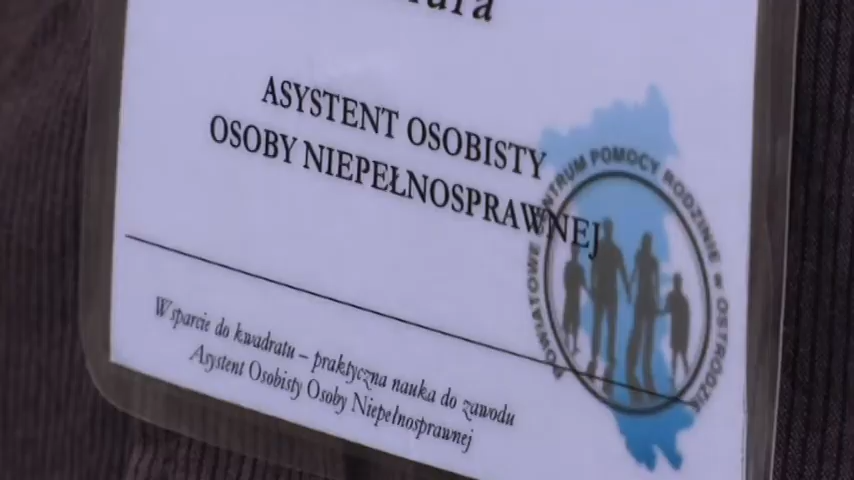 ASYSTENT OSOBISTY
OSOBY NIEPEŁNOSPRAWNEJ
POWIATOWE CENTRUM POMOCY RODZINIE w OSTRÓDZIE
Wsparcie do kwadratu – praktyczna nauka do zawodu
Asystent Osobisty Osoby Niepełnosprawnej